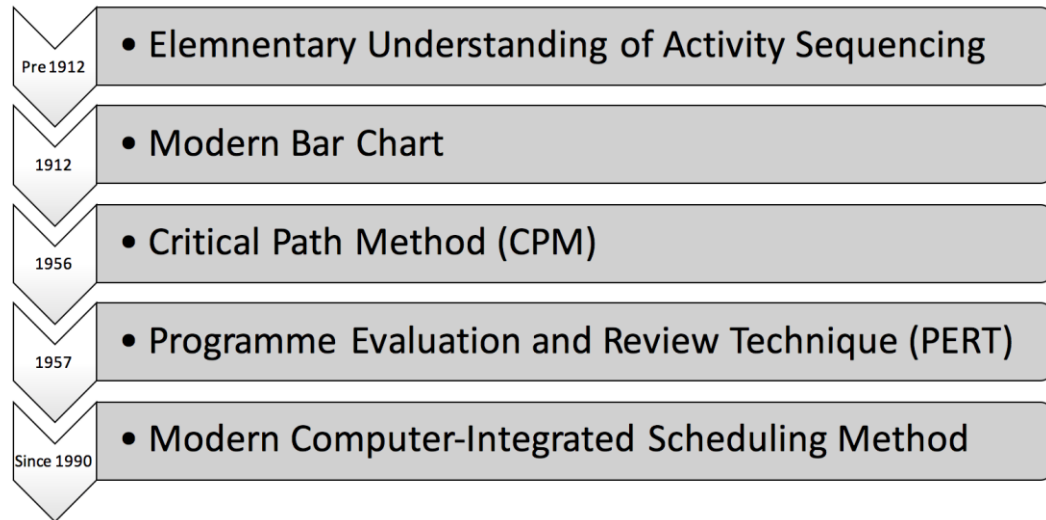 Pre 1912
• Elemnentary Understanding of Activity Sequencing
1912
• Modern Bar Chart
1956
• Critical Path Method (CPM)
1957
• Programme Evaluation and Review Technique (PERT)
Since 1990
• Modern Computer-Integrated Scheduling Method